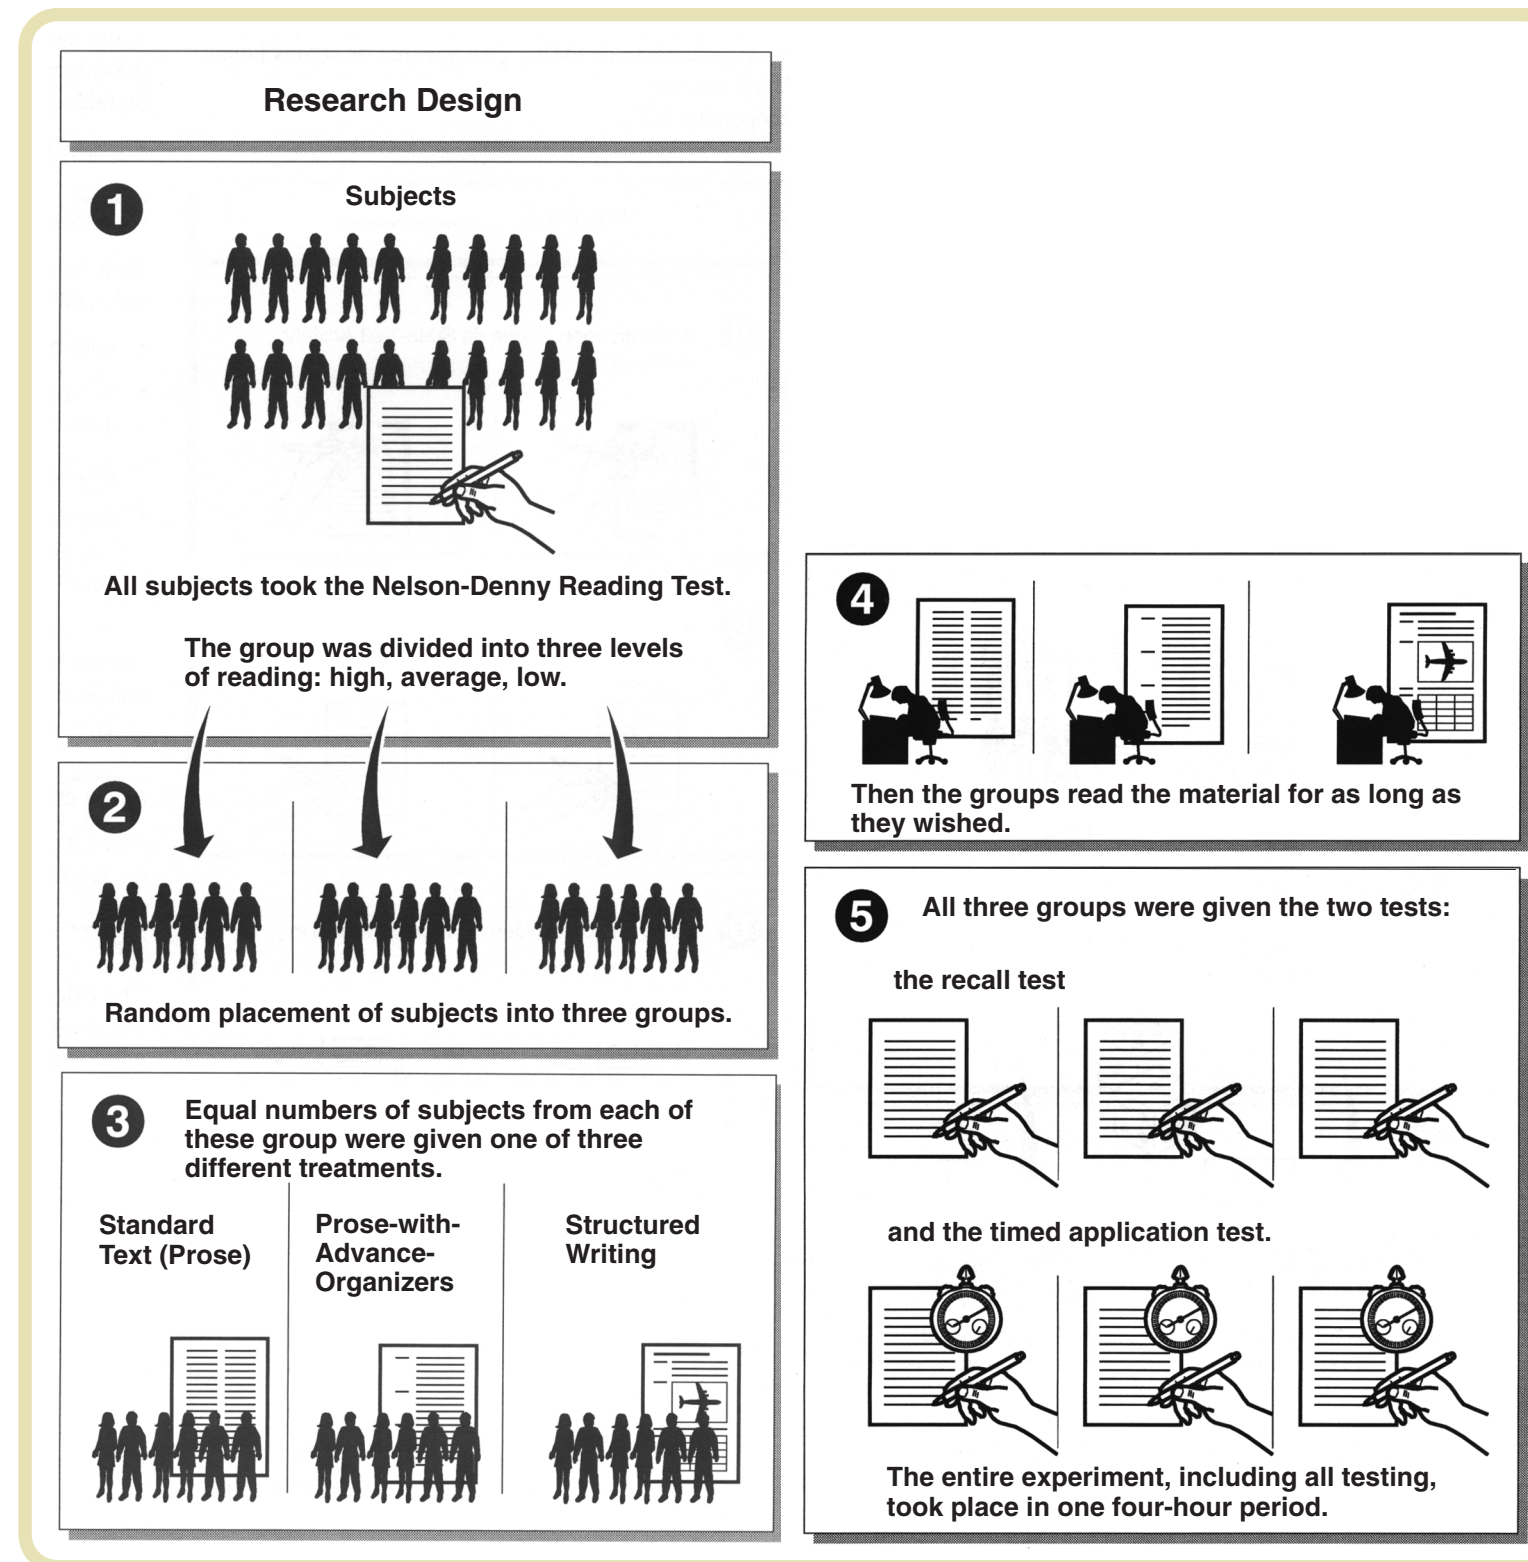 Research Design
1
Subjects
All subjects took the Nelson-Denny Reading Test.
The group was divided into three levels
of reading: high, average, low.
2
Random placement of subjects into three groups.
3
Equal numbers of subjects from each of
these group were given one of three
different treatments.
Standard
Text (Prose)
Prose-with-
Advance-
Organizers
Structured
Writing
4
Then the groups read the material for as long as
they wished.
5
All three groups were given the two tests:
the recall test
and the timed application test.
The entire experiment, including all testing,
took place in one four-hour period.